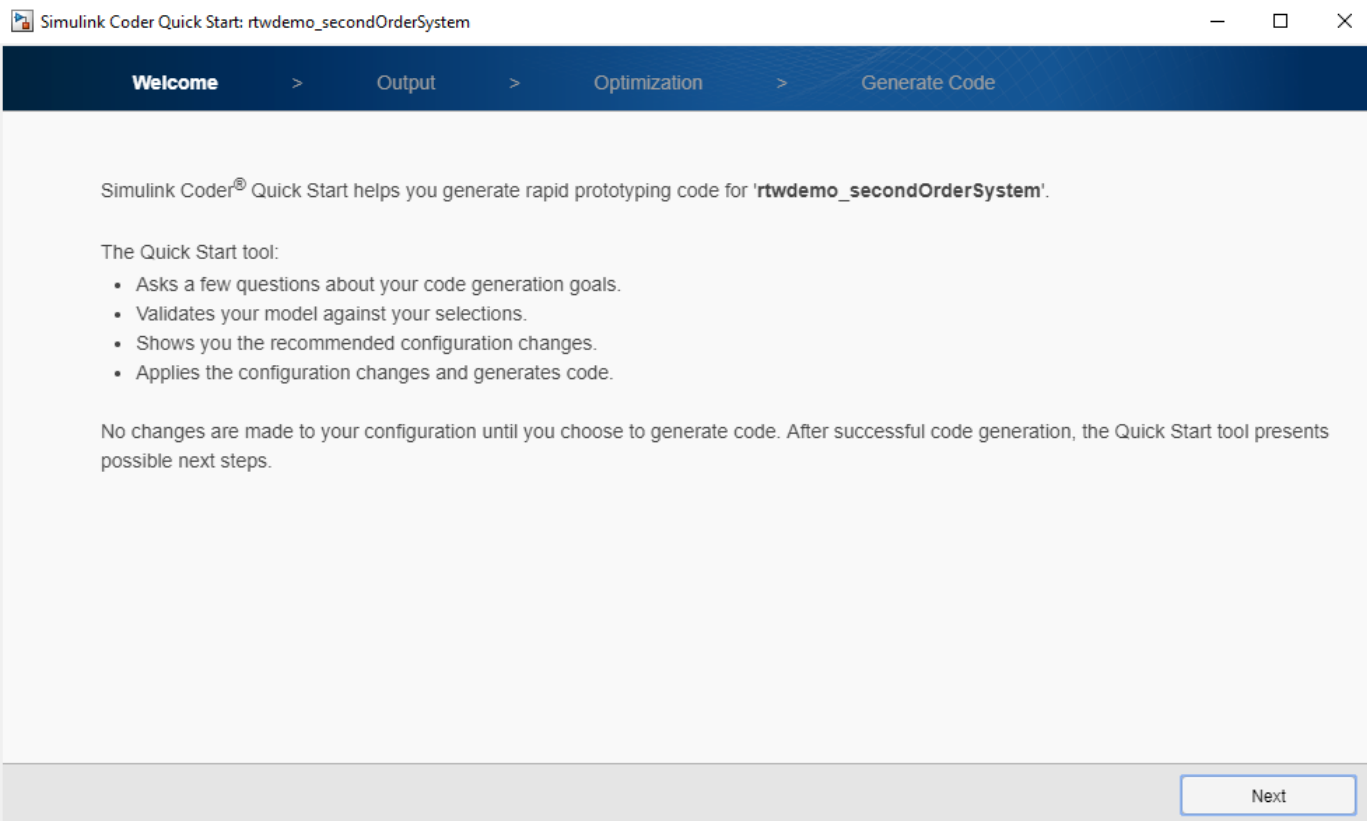 Simulink Coder Quick Start: rtwdemo_secondOrderSystem
Welcome > Output > Optimization > Generate Code
Simulink Coder® Quick Start helps you generate rapid prototyping code for 'rtwdemo_secondOrderSystem'.
The Quick Start tool:
• Asks a few questions about your code generation goals.
• Validates your model against your selections.
• Shows you the recommended configuration changes.
• Applies the configuration changes and generates code.
No changes are made to your configuration until you choose to generate code. After successful code generation, the Quick Start tool presents
possible next steps.
Next